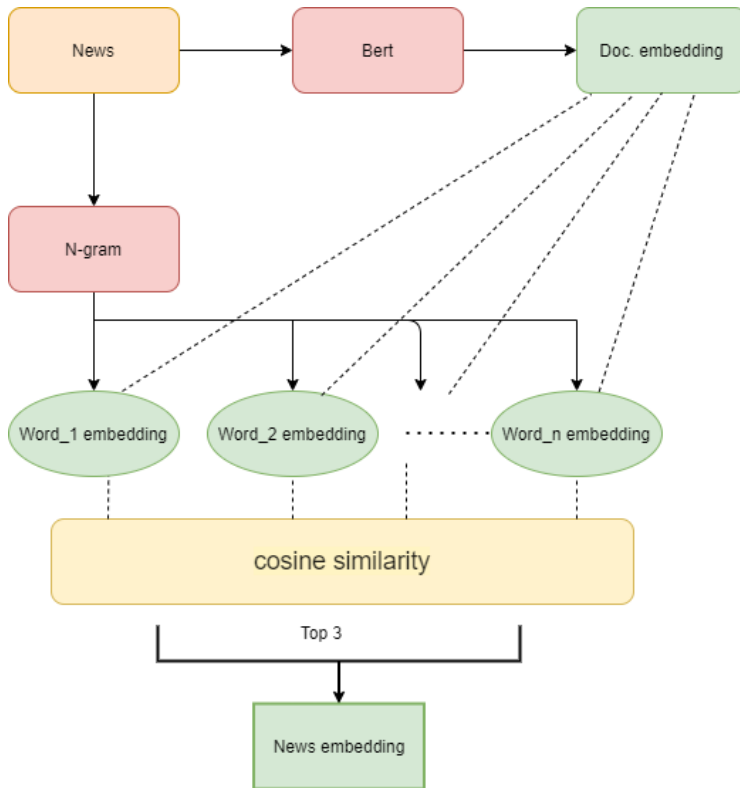 News
Bert
Doc. embedding
N-gram
Word_1 embedding
Word_2 embedding
Word_n embedding
cosine similarity
Top 3
News embedding